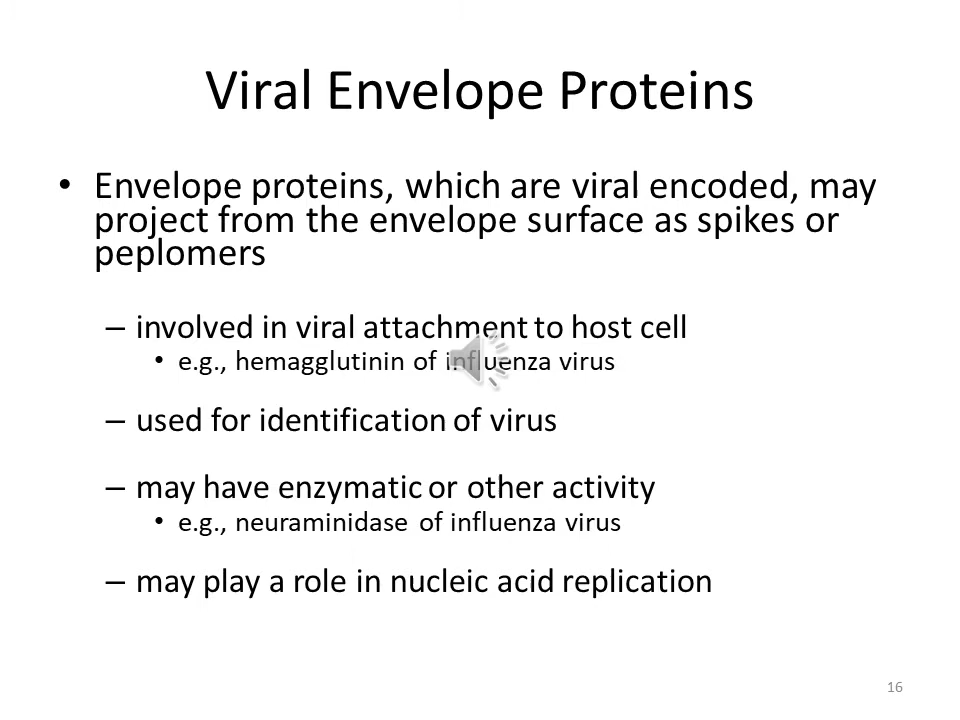 Viral Envelope Proteins
• Envelope proteins, which are viral encoded, may
project from the envelope surface as spikes or
peplomers
– involved in viral attachment to host cell
• e.g., hemagglutinin of influenza virus
– used for identification of virus
– may have enzymatic or other activity
• e.g., neuraminidase of influenza virus
– may play a role in nucleic acid replication
16